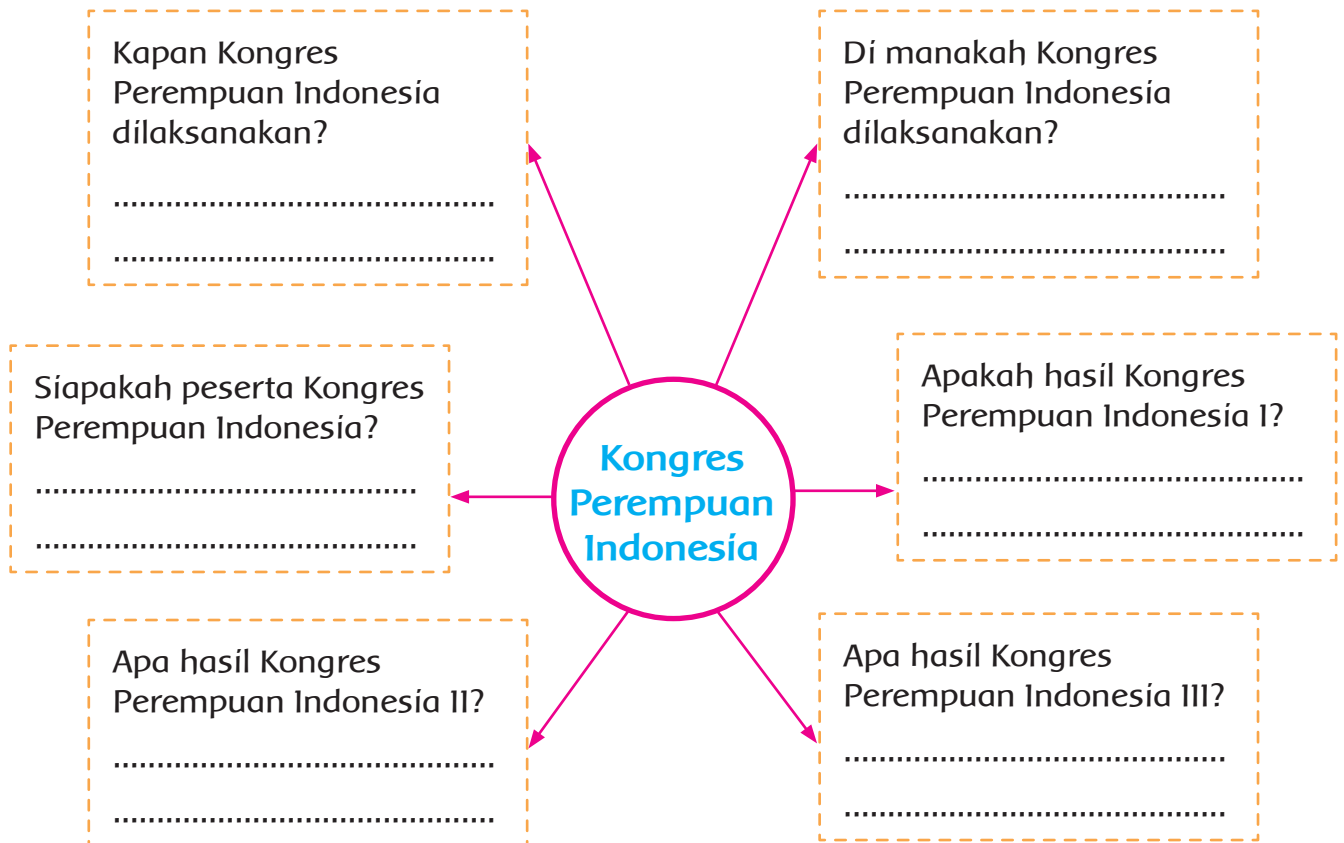 Kapan Kongres
Perempuan Indonesia
dilaksanakan?
............................................
............................................
Di manakah Kongres
Perempuan Indonesia
dilaksanakan?
............................................
............................................
Siapakah peserta Kongres
Perempuan Indonesia?
............................................
............................................
Kongres
Perempuan
Indonesia
Apakah hasil Kongres
Perempuan Indonesia I?
............................................
............................................
Apa hasil Kongres
Perempuan Indonesia II?
............................................
............................................
Apa hasil Kongres
Perempuan Indonesia III?
............................................
............................................